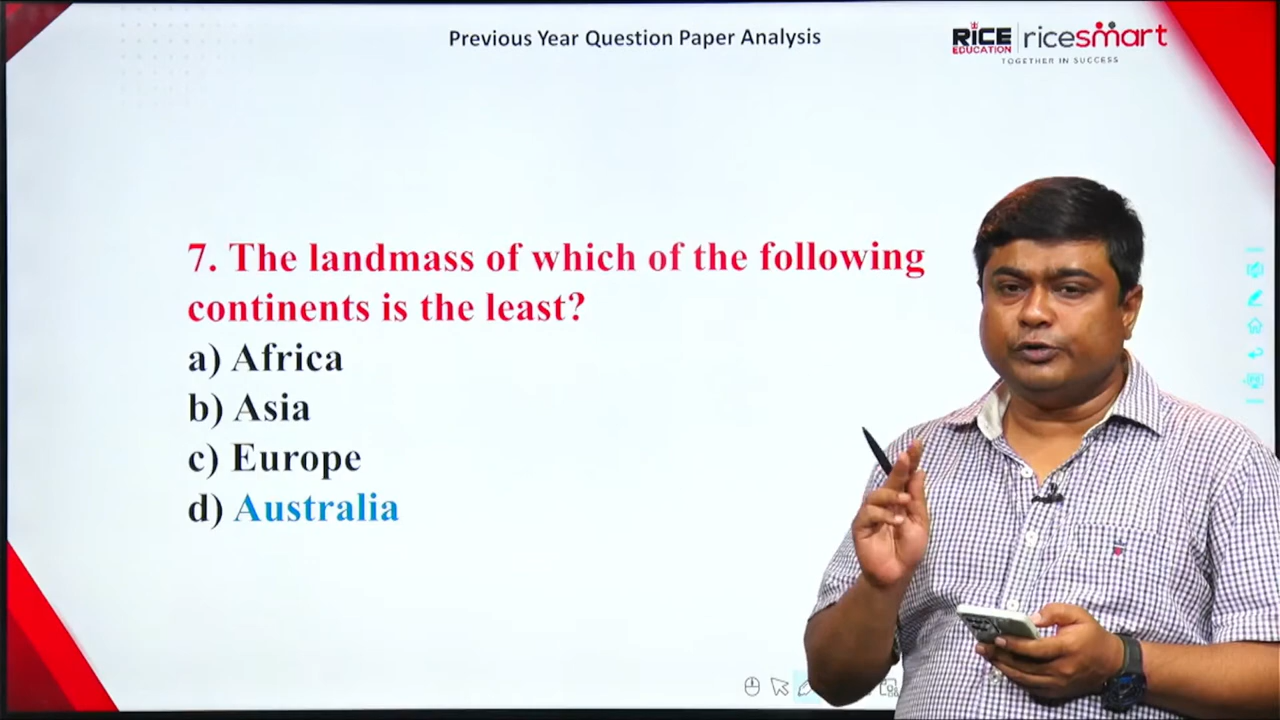 Previous Year Question Paper Analysis
RICE EDUCATION ricesmart
TOGETHER IN SUCCESS
7. The landmass of which of the following
continents is the least?
a) Africa
b) Asia
c) Europe
d) Australia